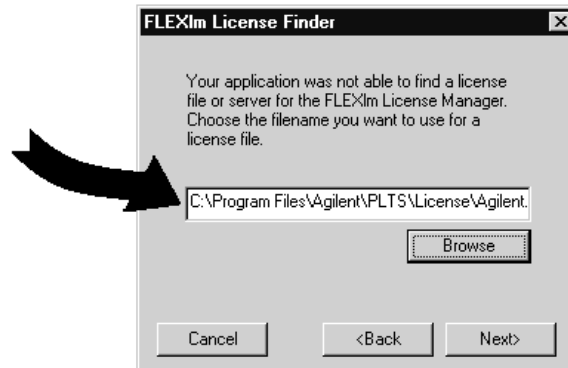 FLEXlm License Finder
Your application was not able to find a license
file or server for the FLEXlm License Manager.
Choose the filename you want to use for a
license file.
C:\Program Files\Agilent\PLTS\License\Agilent.
Browse
Cancel
<Back
Next>